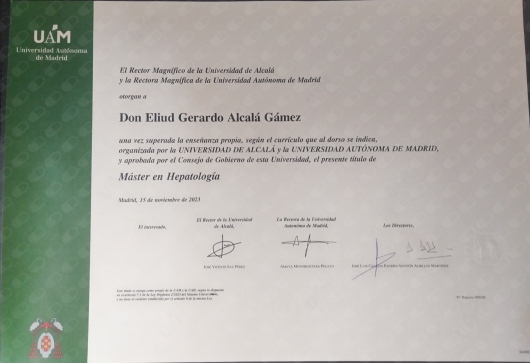 UAM
Universidad Autónoma
de Madrid
El Rector Magnífico de la Universidad de Alcalá
y la Rectora Magnífica de la Universidad Autónoma de Madrid
otorgan a
Don Eliud Gerardo Alcalá Gámez
una vez superada la enseñanza propia, según el currículo que al dorso se indica,
organizada por la UNIVERSIDAD DE ALCALÁ y la UNIVERSIDAD AUTÓNOMA DE MADRID,
y aprobada por el Consejo de Gobierno de esta Universidad, el presente título de
Máster en Hepatología
Madrid, 15 de noviembre de 2023
El interesado,
El Rector de la Universidad
de Alcalá,
La Rectora de la Universidad
Autónoma de Madrid,
Los Directores,